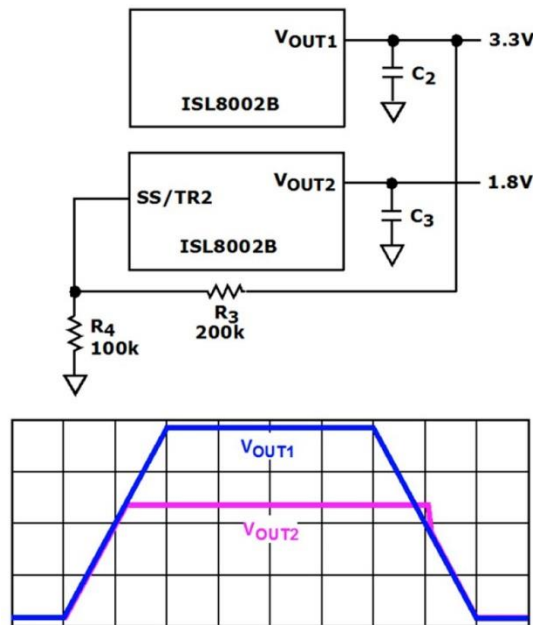 VOUT1
3.3V
C2
ISL8002B
SS/TR2
VOUT2
1.8V
C3
ISL8002B
R3
200k
R4
100k
VOUT1
VOUT2